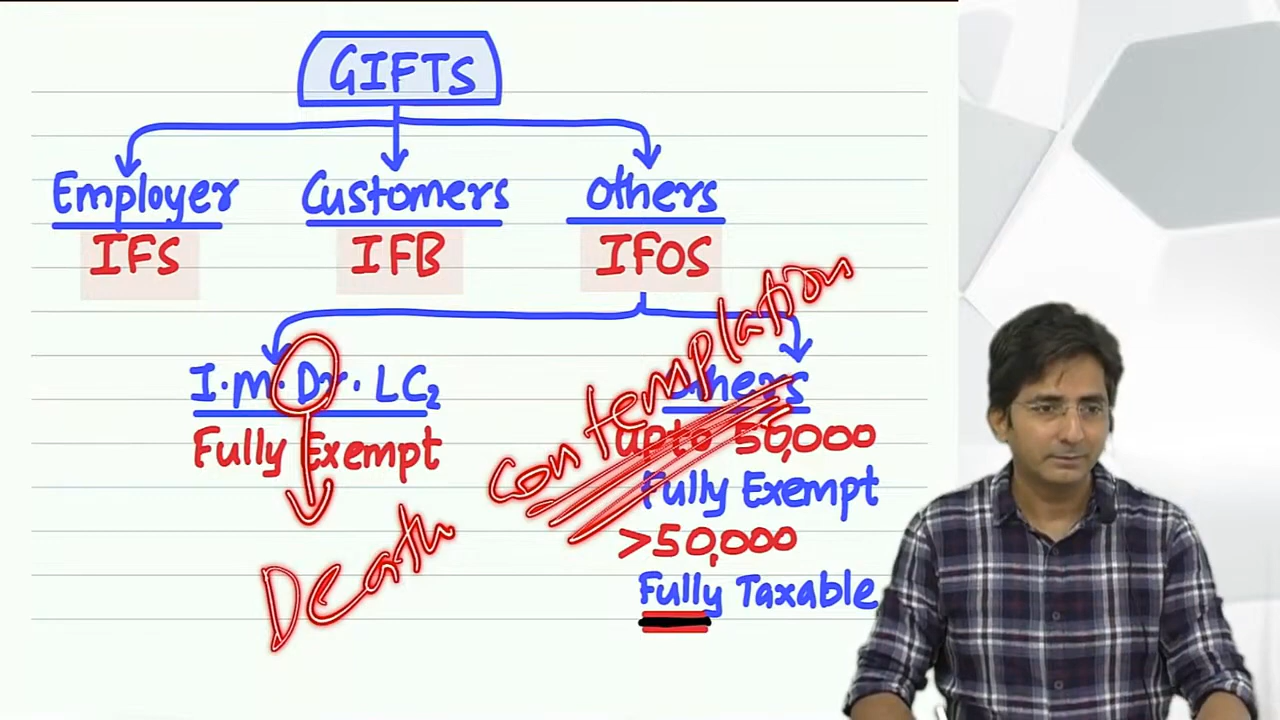 GIFTS
Employer Customers others
IFS IFB IFOS
I.m.Dr.LC₂ Others
Fully Exempt upto 50,000
Fully Exempt
>50,000
Fully Taxable
Death contemplation